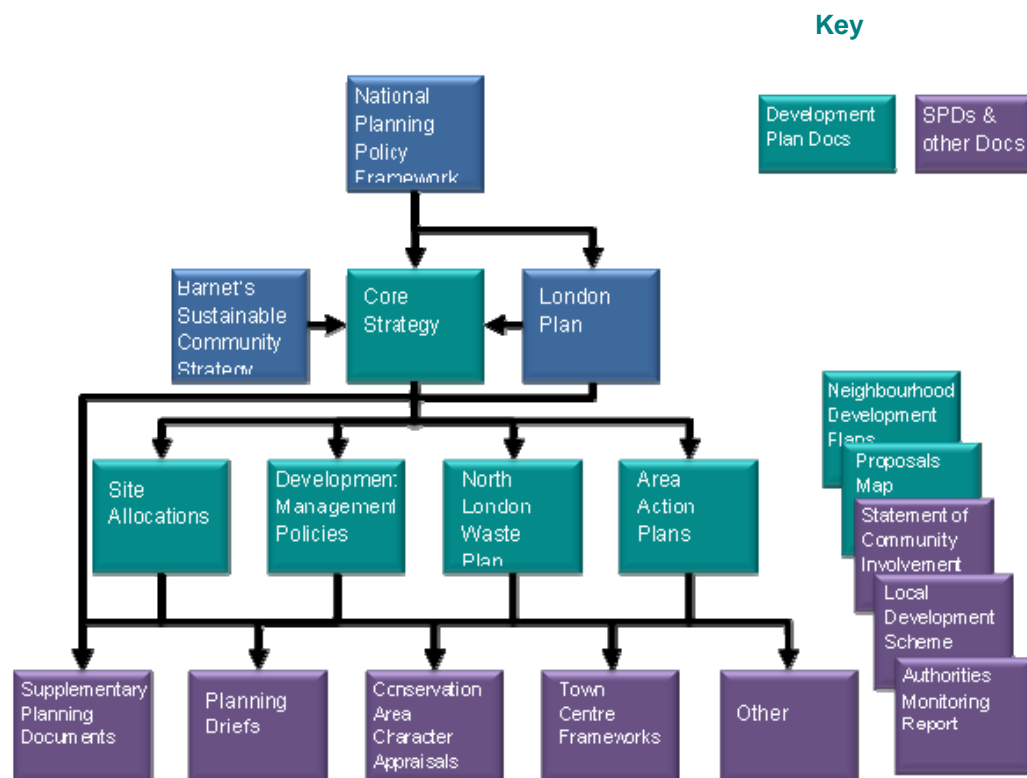 Key
National
Planning
Policy
Framework
Development
Plan Docs
SPDs &
other Docs
Barnet's
Sustainable
Community
Strategy
Core
Strategy
London
Plan
Neighbourhood
Development
Plans
Proposals
Map
Statement of
Community
Involvement
Local
Development
Scheme
Authorities
Monitoring
Report
Site
Allocations
Development
Management
Policies
North
London
Waste
Plan
Area
Action
Plans
Supplementary
Planning
Documents
Planning
Briefs
Conservation
Area
Character
Appraisals
Town
Centre
Frameworks
Other